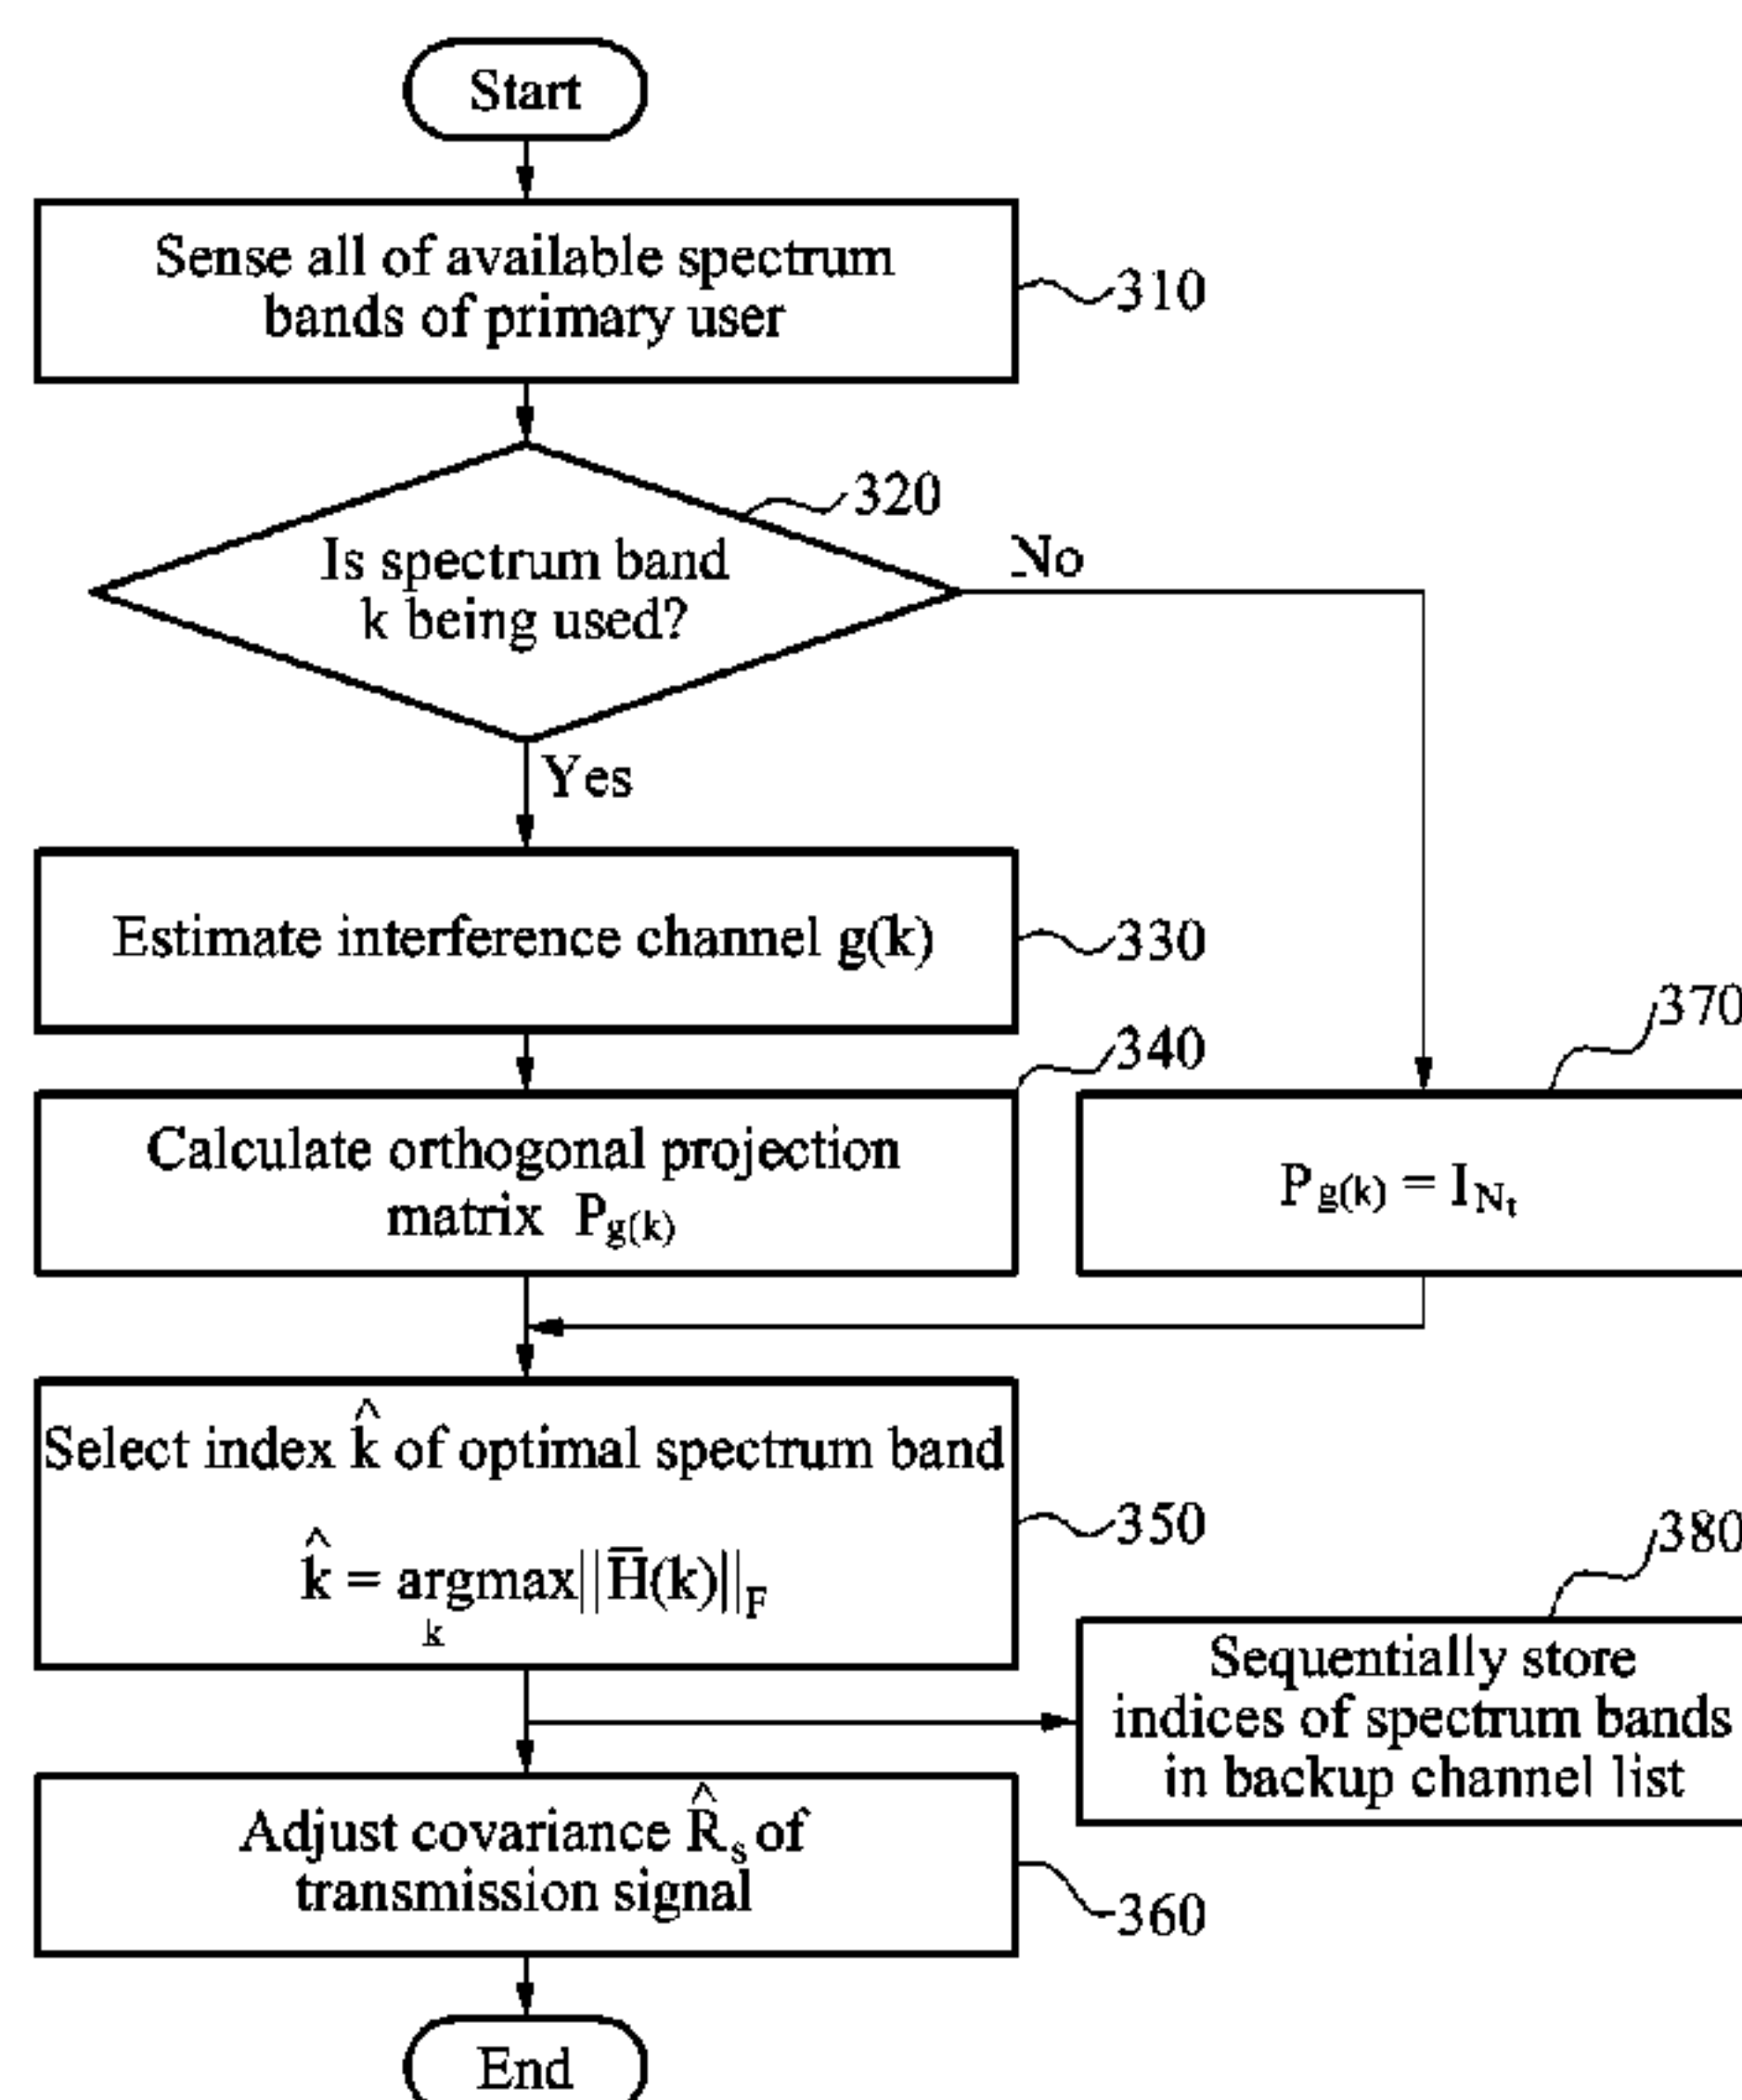 Start
Sense all of available spectrum
bands of primary user
310
320
Is spectrum band
k being used?
No
Yes
Estimate interference channel g(k)
330
340
370
Calculate orthogonal projection
matrix P_g(k)
P_g(k) = I_N_t
Select index k̂ of optimal spectrum band
k̂ = argmax||H̅(k)||_F
k
350
380
Sequentially store
indices of spectrum bands
in backup channel list
Adjust covariance R̂_s of
transmission signal
360
End